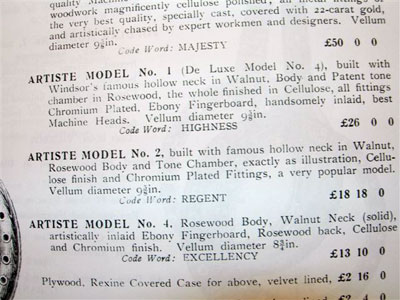 quality Machine
woodwork magnificently cellulose polished, all metal fittings of
the very best quality, specially cast, covered with 22-carat gold,
and artistically chased by expert workmen and designers. Vellum
diameter 9⅜in.
Code Word: MAJESTY £50 0 0
ARTISTE MODEL No. 1 (De Luxe Model No. 4), built with
Windsor's famous hollow neck in Walnut, Body and Patent tone
chamber in Rosewood, the whole finished in Cellulose, all fittings
Chromium Plated. Ebony Fingerboard, handsomely inlaid, best
Machine Heads. Vellum diameter 9⅜in.
Code Word: HIGHNESS £26 0 0
ARTISTE MODEL No. 2, built with famous hollow neck in Walnut,
Rosewood Body and Tone Chamber, exactly as illustration, Cellu-
lose finish and Chromium Plated Fittings, a very popular model.
Vellum diameter 9⅜in.
Code Word: REGENT £18 18 0
ARTISTE MODEL No. 4, Rosewood Body, Walnut Neck (solid),
artistically inlaid Ebony Fingerboard, Rosewood back, Cellulose
and Chromium finish. Vellum diameter 8¾in.
Code Word: EXCELLENCY £13 10 0
Plywood, Rexine Covered Case for above, velvet lined, £2 16 0